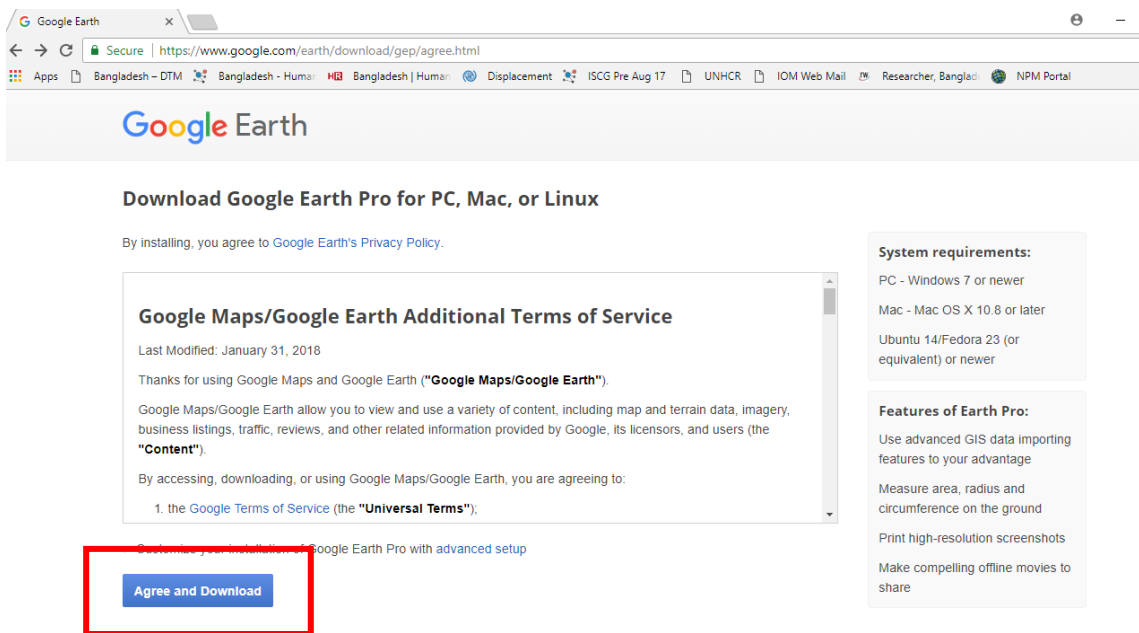 Google Earth
Secure | https://www.google.com/earth/download/gep/agree.html
Apps Bangladesh – DTM Bangladesh - Human HR Bangladesh | Human Displacement ISCG Pre Aug 17 UNHCR IOM Web Mail Researcher, Banglad NPM Portal
Google Earth
Download Google Earth Pro for PC, Mac, or Linux
By installing, you agree to Google Earth's Privacy Policy.
Google Maps/Google Earth Additional Terms of Service
Last Modified: January 31, 2018
Thanks for using Google Maps and Google Earth ("Google Maps/Google Earth").
Google Maps/Google Earth allow you to view and use a variety of content, including map and terrain data, imagery,
business listings, traffic, reviews, and other related information provided by Google, its licensors, and users (the
"Content").
By accessing, downloading, or using Google Maps/Google Earth, you are agreeing to:
1. the Google Terms of Service (the "Universal Terms");
Customize your installation of Google Earth Pro with advanced setup
Agree and Download
System requirements:
PC - Windows 7 or newer
Mac - Mac OS X 10.8 or later
Ubuntu 14/Fedora 23 (or
equivalent) or newer
Features of Earth Pro:
Use advanced GIS data importing
features to your advantage
Measure area, radius and
circumference on the ground
Print high-resolution screenshots
Make compelling offline movies to
share